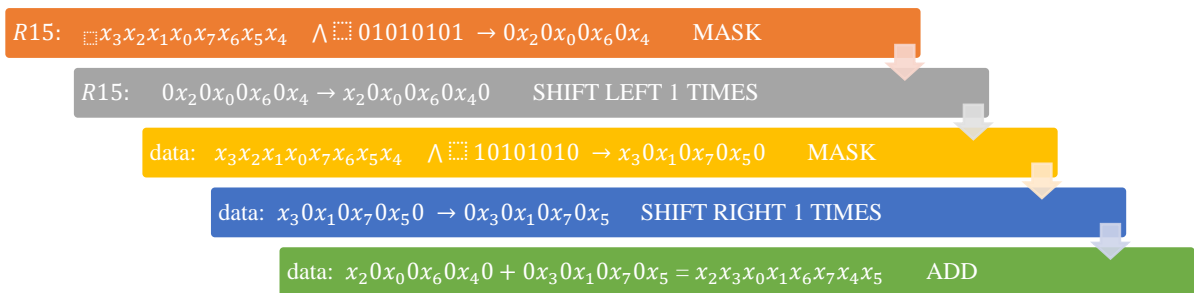 R15: ⬚x₃x₂x₁x₀x₇x₆x₅x₄ ⋀⬚ 01010101 → 0x₂0x₀0x₆0x₄ MASK
R15: 0x₂0x₀0x₆0x₄ → x₂0x₀0x₆0x₄0 SHIFT LEFT 1 TIMES
data: x₃x₂x₁x₀x₇x₆x₅x₄ ⋀⬚ 10101010 → x₃0x₁0x₇0x₅0 MASK
data: x₃0x₁0x₇0x₅0 → 0x₃0x₁0x₇0x₅ SHIFT RIGHT 1 TIMES
data: x₂0x₀0x₆0x₄0 + 0x₃0x₁0x₇0x₅ = x₂x₃x₀x₁x₆x₇x₄x₅ ADD